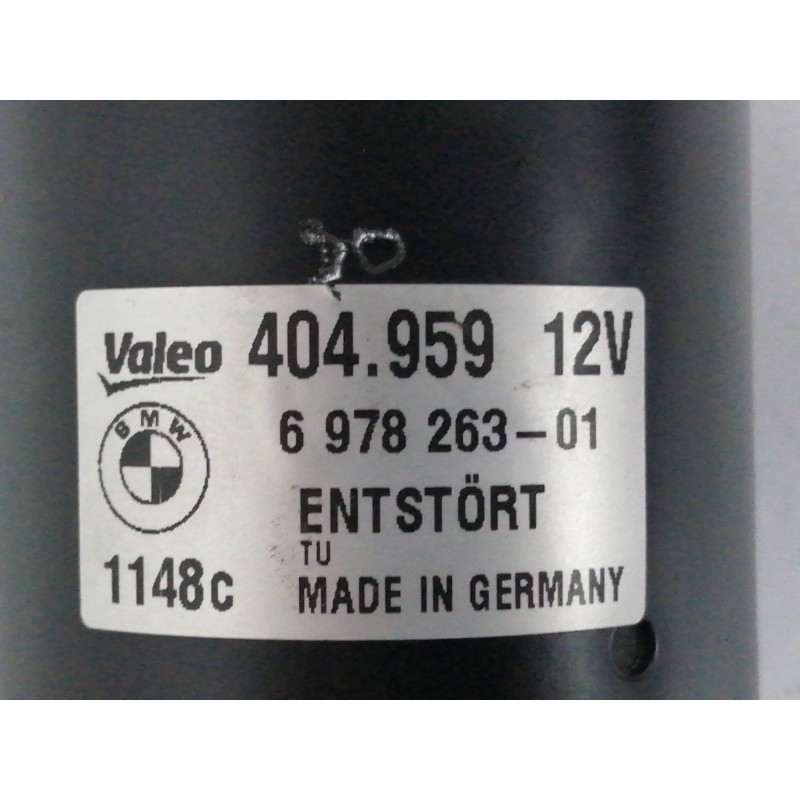 Valeo 404.959 12V
BMW 6 978 263-01
ENTSTÖRT
TU
1148c MADE IN GERMANY